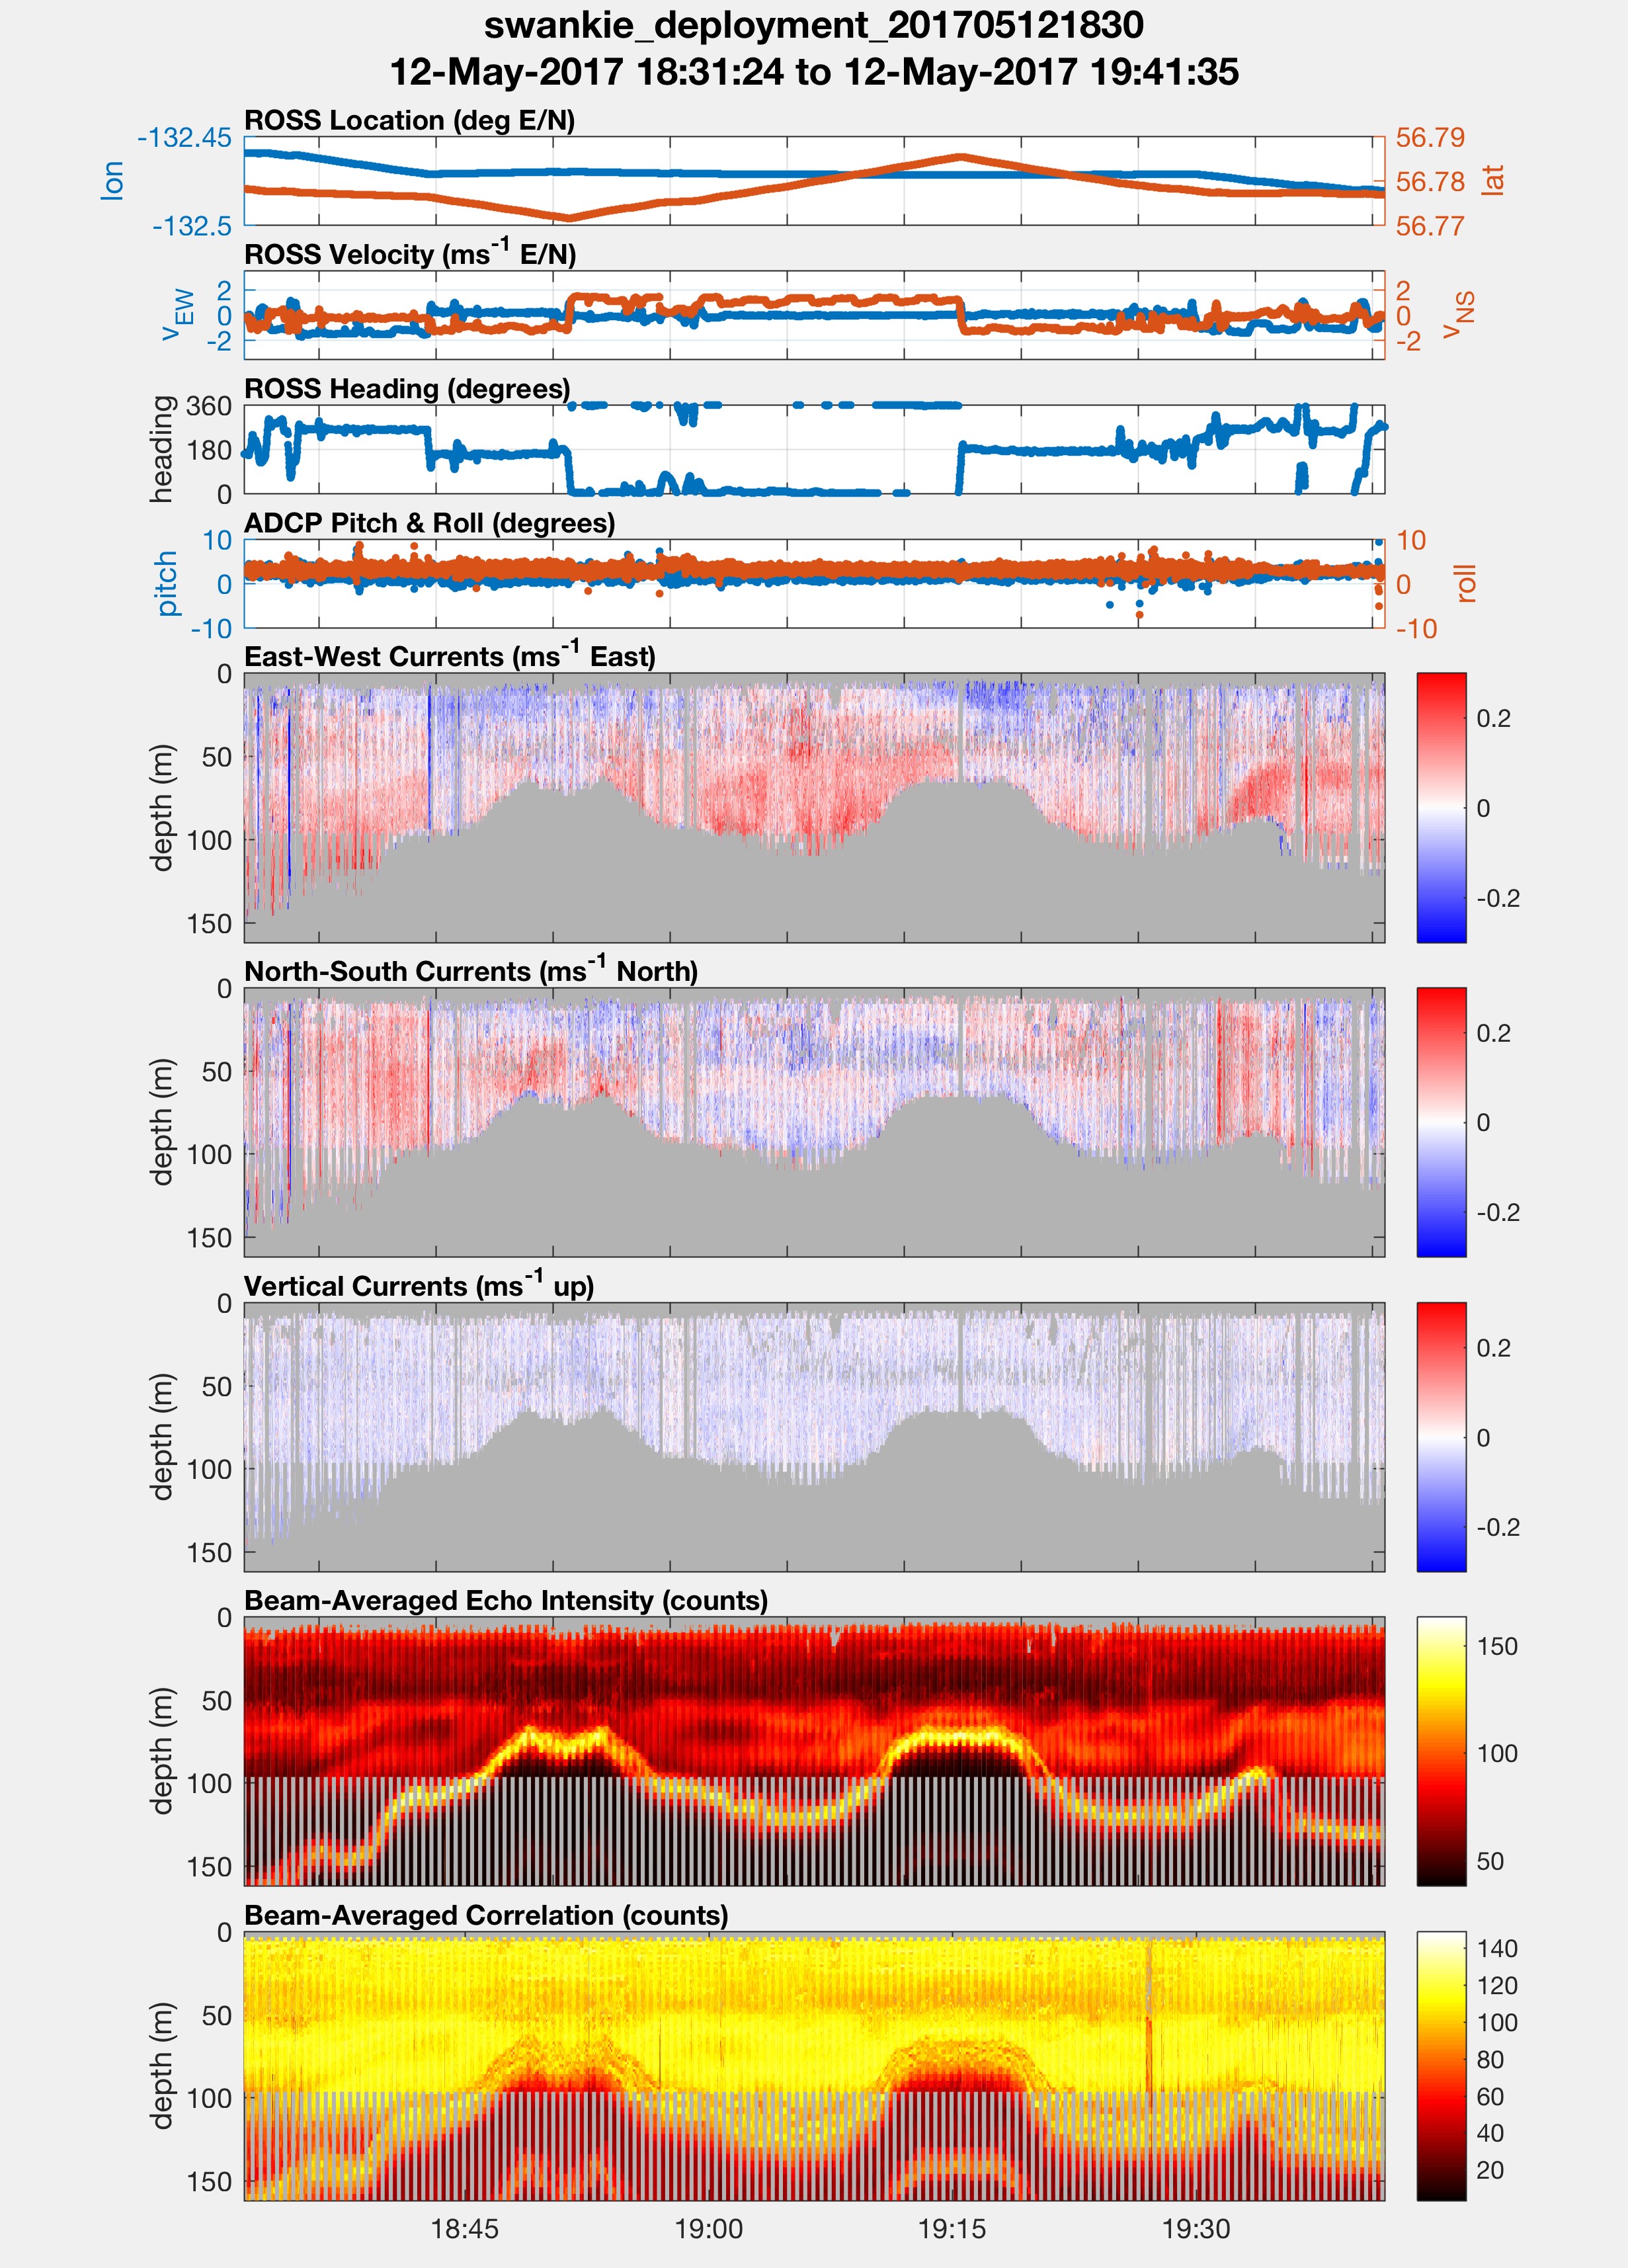 swankie_deployment_201705121830
12-May-2017 18:31:24 to 12-May-2017 19:41:35
ROSS Location (deg E/N)
-132.45
-132.5
lon
56.79
56.78
56.77
lat
ROSS Velocity (ms-1 E/N)
2
0
-2
vEW
2
0
-2
vNS
ROSS Heading (degrees)
360
180
0
heading
ADCP Pitch & Roll (degrees)
10
0
-10
pitch
10
0
-10
roll
East-West Currents (ms-1 East)
0
50
100
150
depth (m)
0.2
0
-0.2
North-South Currents (ms-1 North)
0
50
100
150
depth (m)
0.2
0
-0.2
Vertical Currents (ms-1 up)
0
50
100
150
depth (m)
0.2
0
-0.2
Beam-Averaged Echo Intensity (counts)
0
50
100
150
depth (m)
150
100
50
Beam-Averaged Correlation (counts)
0
50
100
150
depth (m)
140
120
100
80
60
40
20
18:45 19:00 19:15 19:30